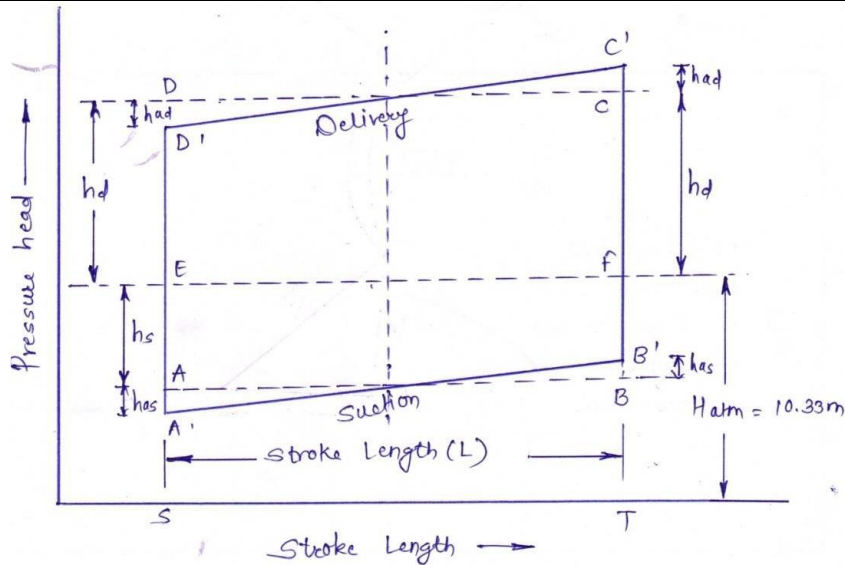 C'
D
had
had
Delivery
C
D'
hd
hd
Pressure head
E
F
hs
A
B'
has
has
Suction
B
Hatm = 10.33m
A'
Stroke Length (L)
S
T
Stroke Length